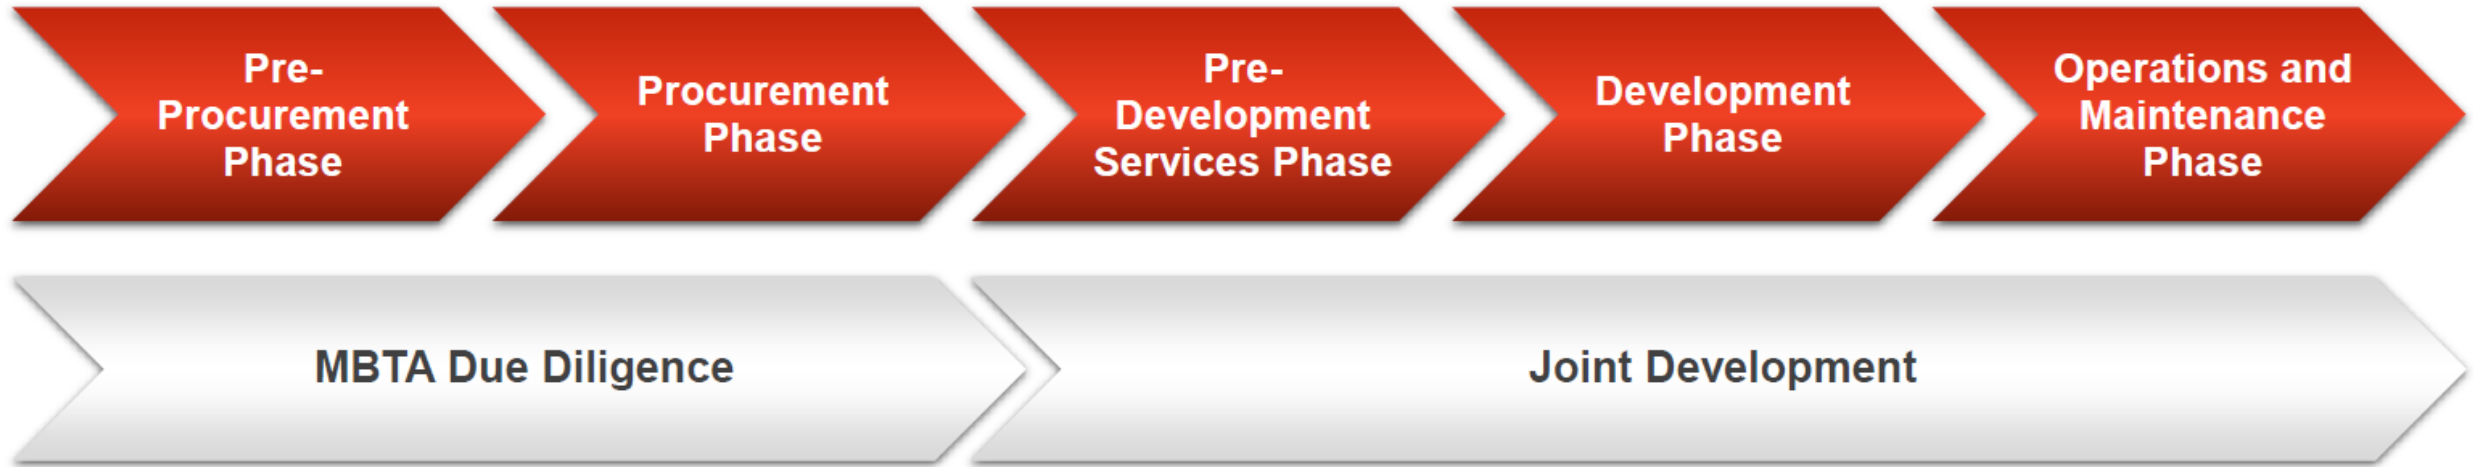 Pre-
Procurement
Phase
Procurement
Phase
Pre-
Development
Services Phase
Development
Phase
Operations and
Maintenance
Phase
MBTA Due Diligence
Joint Development